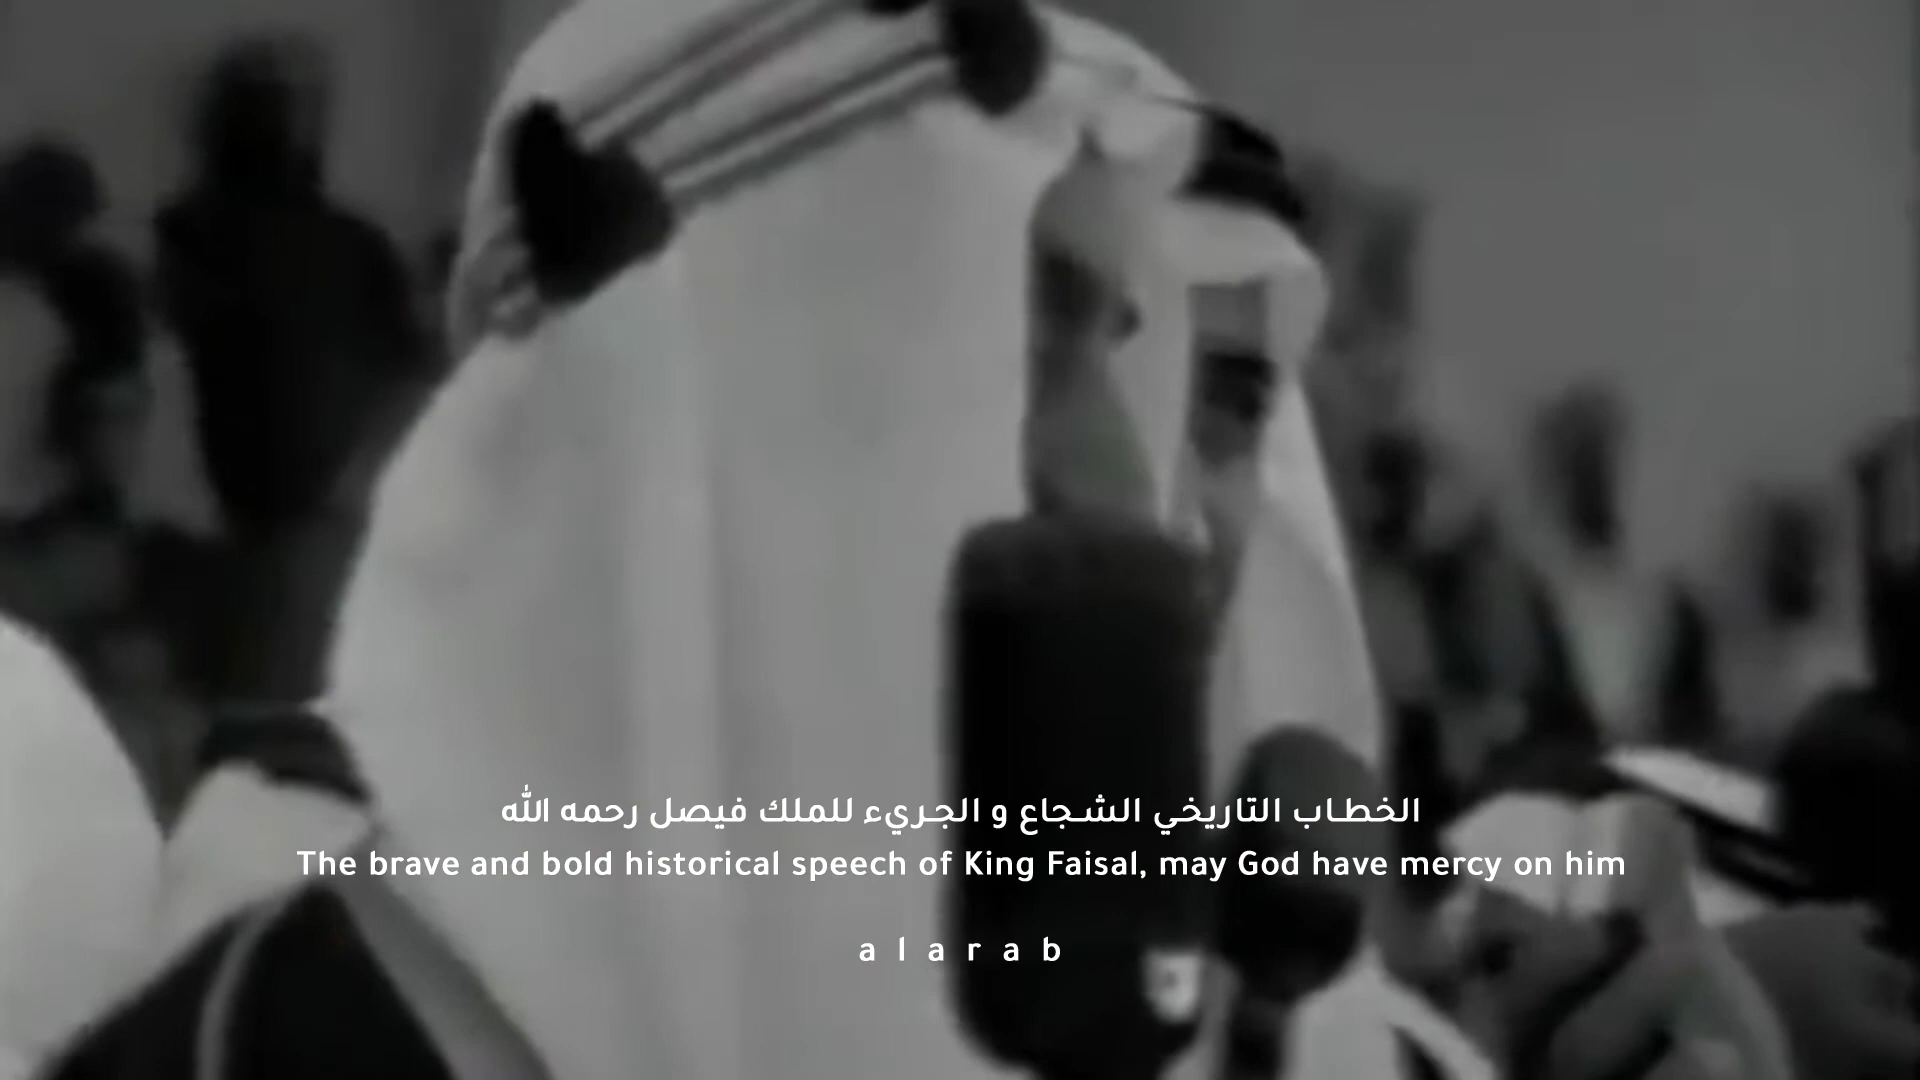 الخطاب التاريخي الشجاع و الجريء للملك فيصل رحمه الله
The brave and bold historical speech of King Faisal, may God have mercy on him
alarab